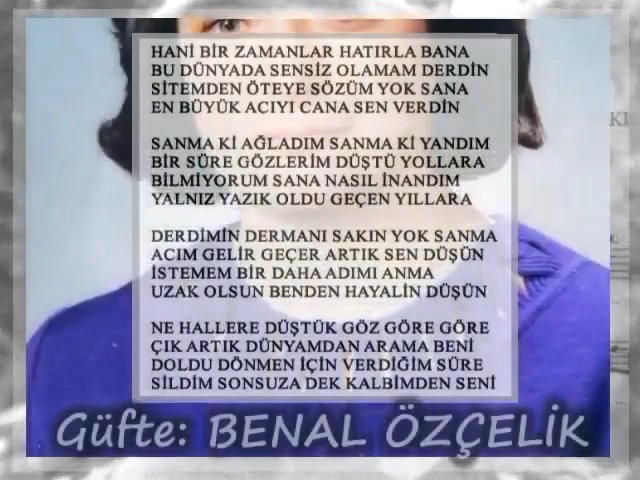 HANİ BİR ZAMANLAR HATIRLA BANA
BU DÜNYADA SENSİZ OLAMAM DERDİN
SİTEMDEN ÖTEYE SÖZÜM YOK SANA
EN BÜYÜK ACIYI CANA SEN VERDİN
SANMA Kİ AĞLADIM SANMA Kİ YANDIM
BİR SÜRE GÖZLERİM DÜŞTÜ YOLLARA
BİLMİYORUM SANA NASIL İNANDIM
YALNIZ YAZIK OLDU GEÇEN YILLARA
DERDİMİN DERMANI SAKIN YOK SANMA
ACIM GELİR GEÇER ARTIK SEN DÜŞÜN
İSTEMEM BİR DAHA ADIMI ANMA
UZAK OLSUN BENDEN HAYALİN DÜŞÜN
NE HALLERE DÜŞTÜK GÖZ GÖRE GÖRE
ÇIK ARTIK DÜNYAMDAN ARAMA BENİ
DOLDU DÖNMEN İÇİN VERDİĞİM SÜRE
SİLDİM SONSUZA DEK KALBİMDEN SENİ
Güfte: BENAL ÖZÇELİK